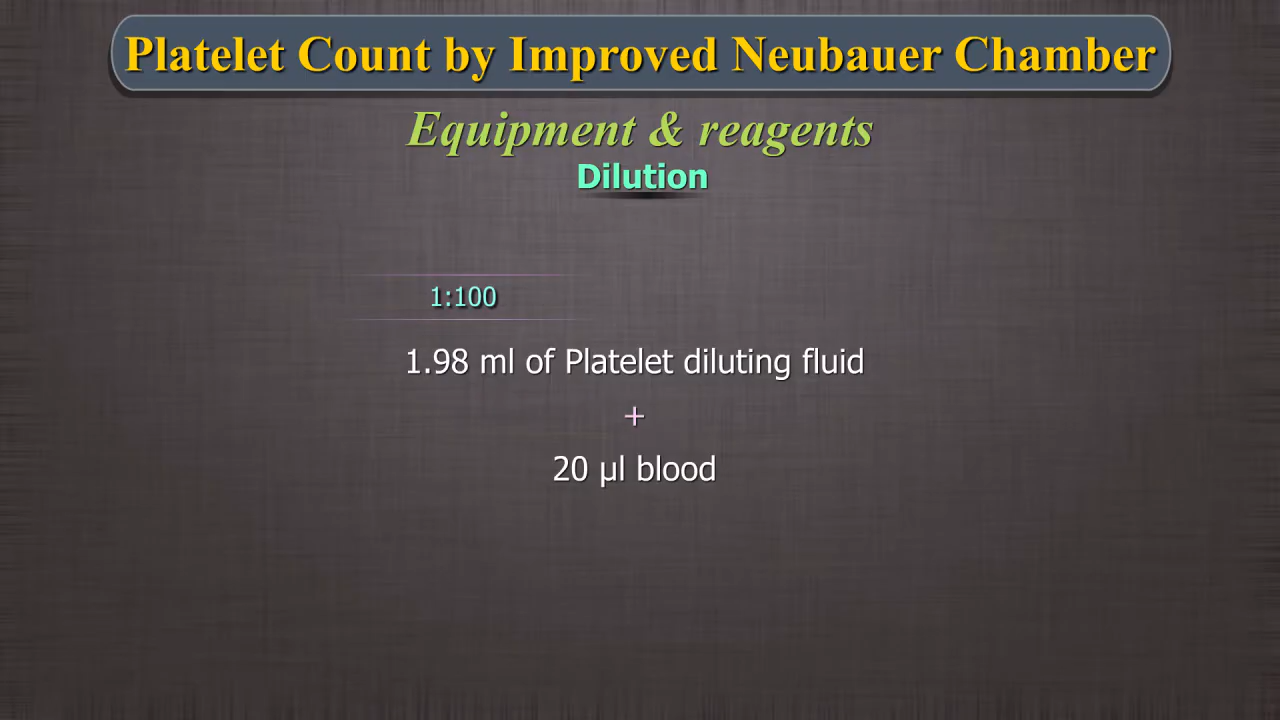 Platelet Count by Improved Neubauer Chamber
Equipment & reagents
Dilution
1:100
1.98 ml of Platelet diluting fluid
+
20 µl blood